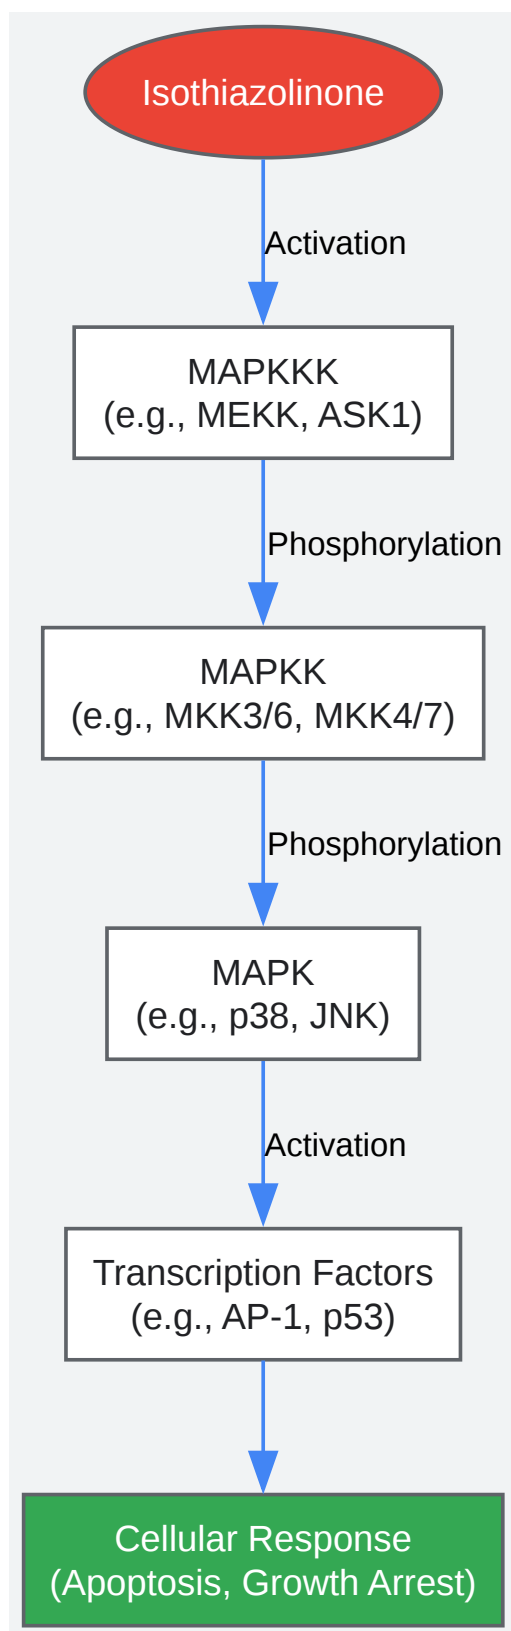 Isothiazolinone
Activation
MAPKKK
(e.g., MEKK, ASK1)
Phosphorylation
MAPKK
(e.g., MKK3/6, MKK4/7)
Phosphorylation
MAPK
(e.g., p38, JNK)
Activation
Transcription Factors
(e.g., AP-1, p53)
Cellular Response
(Apoptosis, Growth Arrest)